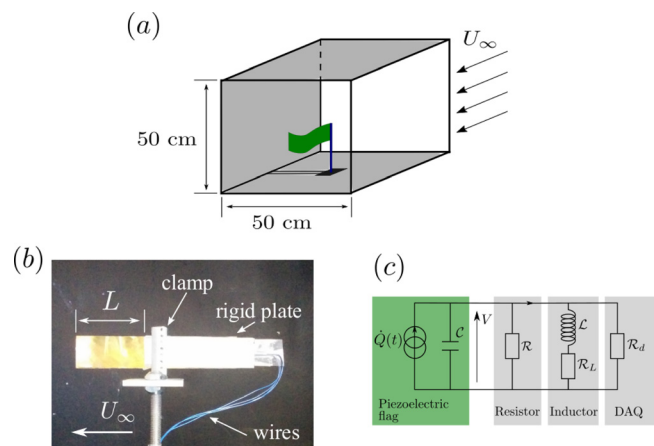 (a)
U∞
50 cm
50 cm
(b)
clamp
L
rigid plate
U∞
wires
(c)
Q̇(t)
C
V
R
L
R_L
R_d
Piezoelectric
flag
Resistor
Inductor
DAQ